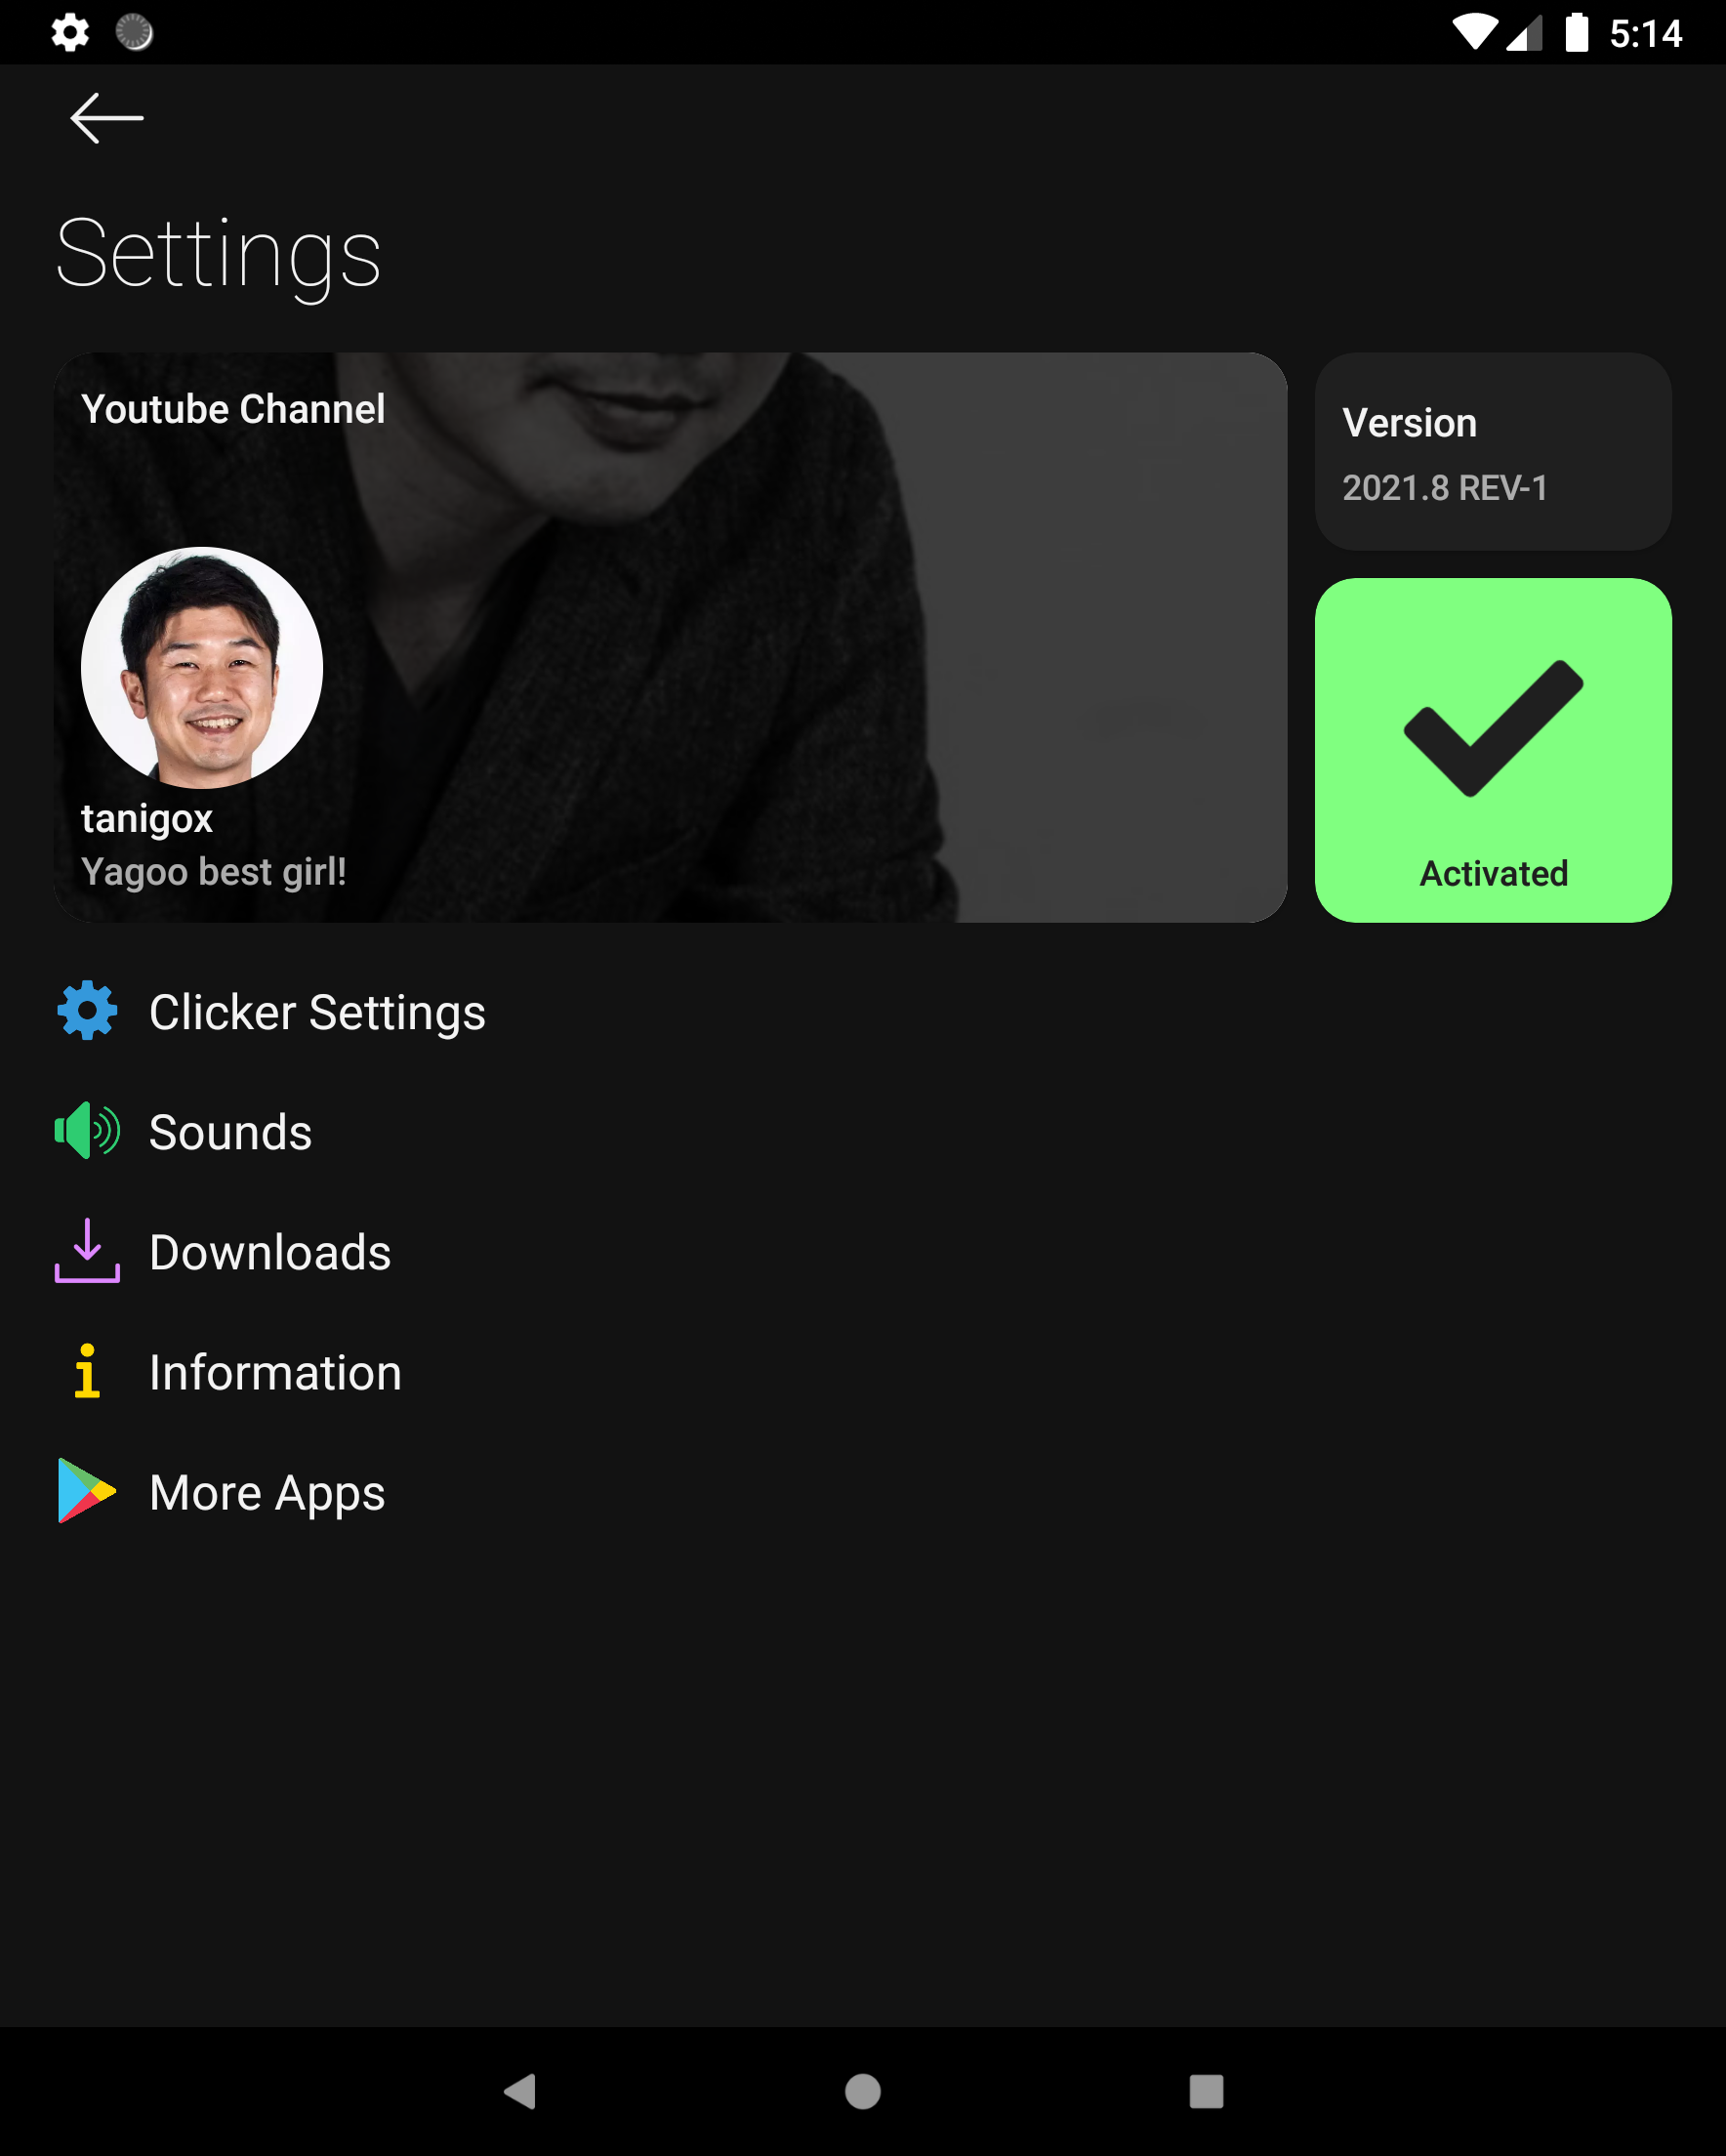 5:14
Settings
Youtube Channel
tanigox
Yagoo best girl!
Version
2021.8 REV-1
Activated
Clicker Settings
Sounds
Downloads
Information
More Apps